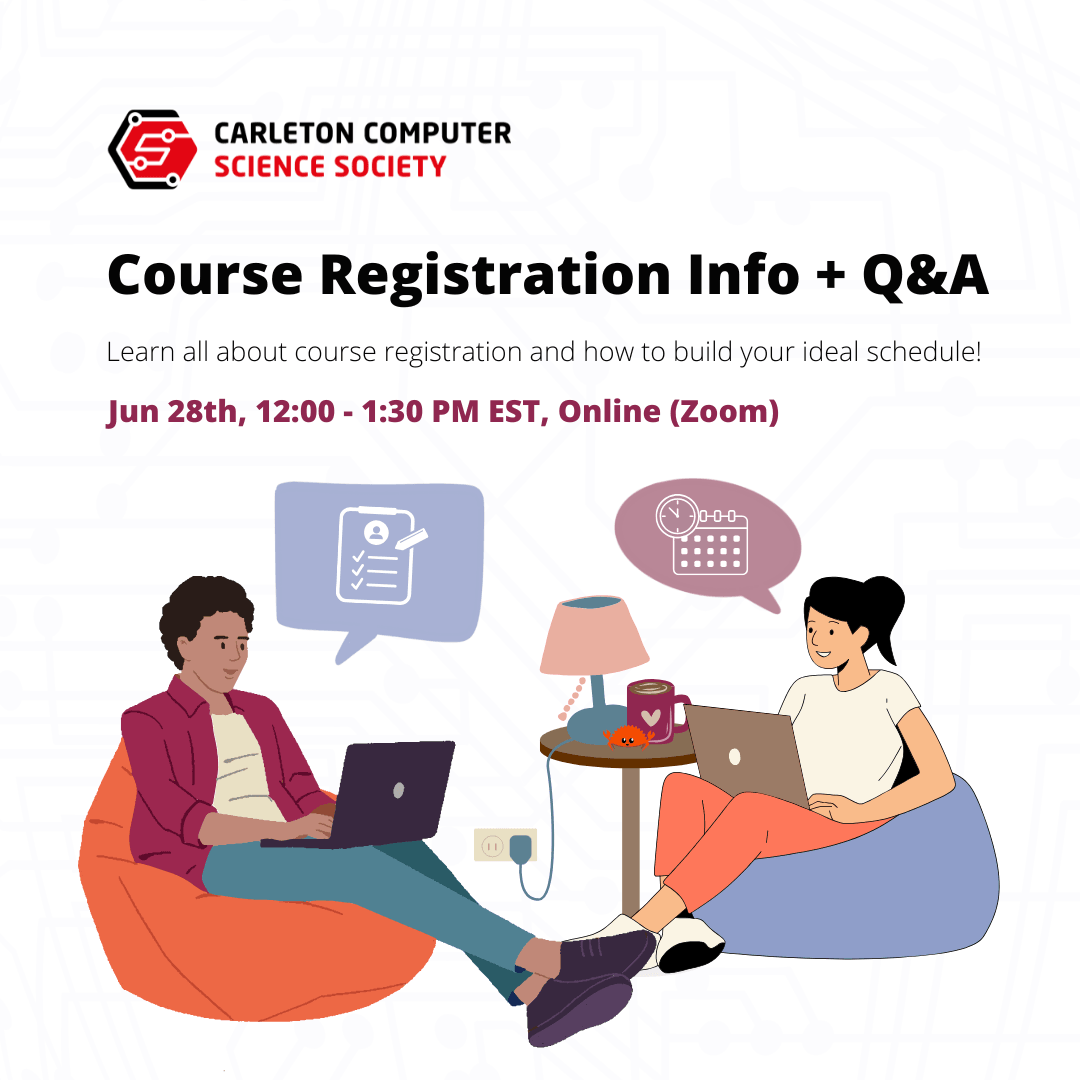 CARLETON COMPUTER
SCIENCE SOCIETY
Course Registration Info + Q&A
Learn all about course registration and how to build your ideal schedule!
Jun 28th, 12:00 - 1:30 PM EST, Online (Zoom)